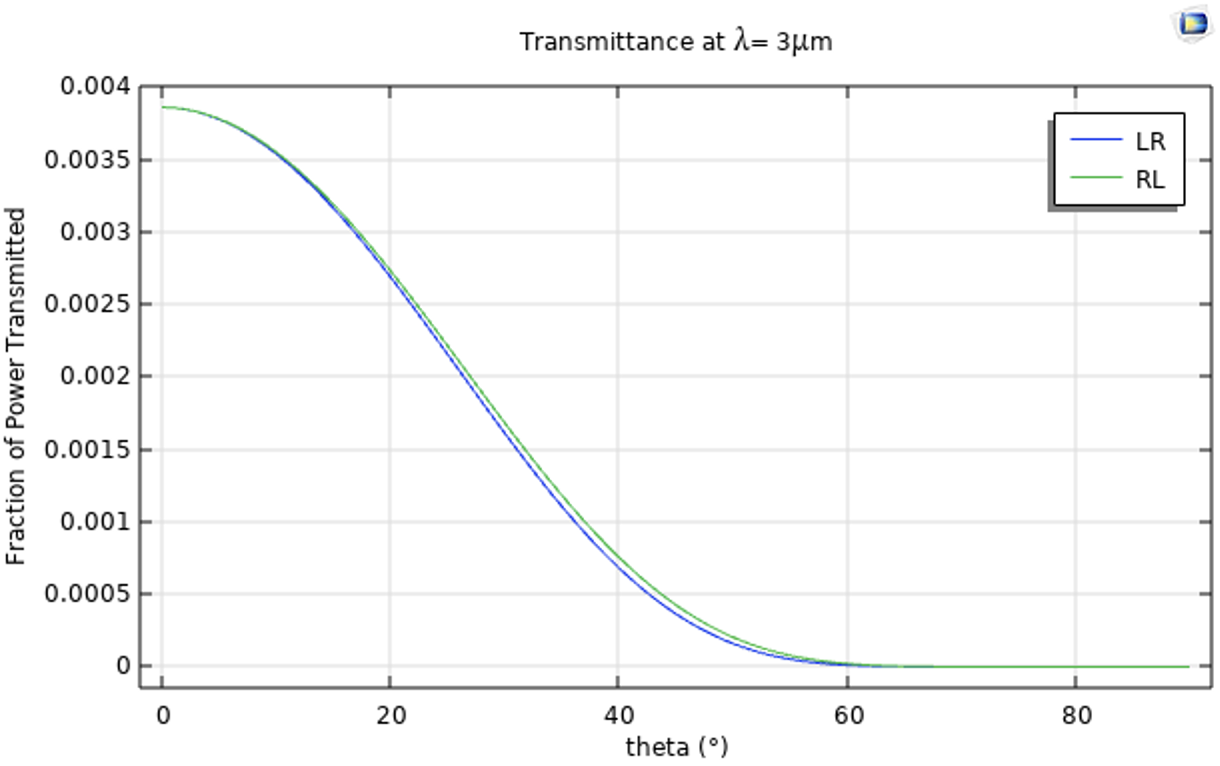 Transmittance at λ= 3μm
LR
RL
Fraction of Power Transmitted
0.004
0.0035
0.003
0.0025
0.002
0.0015
0.001
0.0005
0
0 20 40 60 80
theta (°)